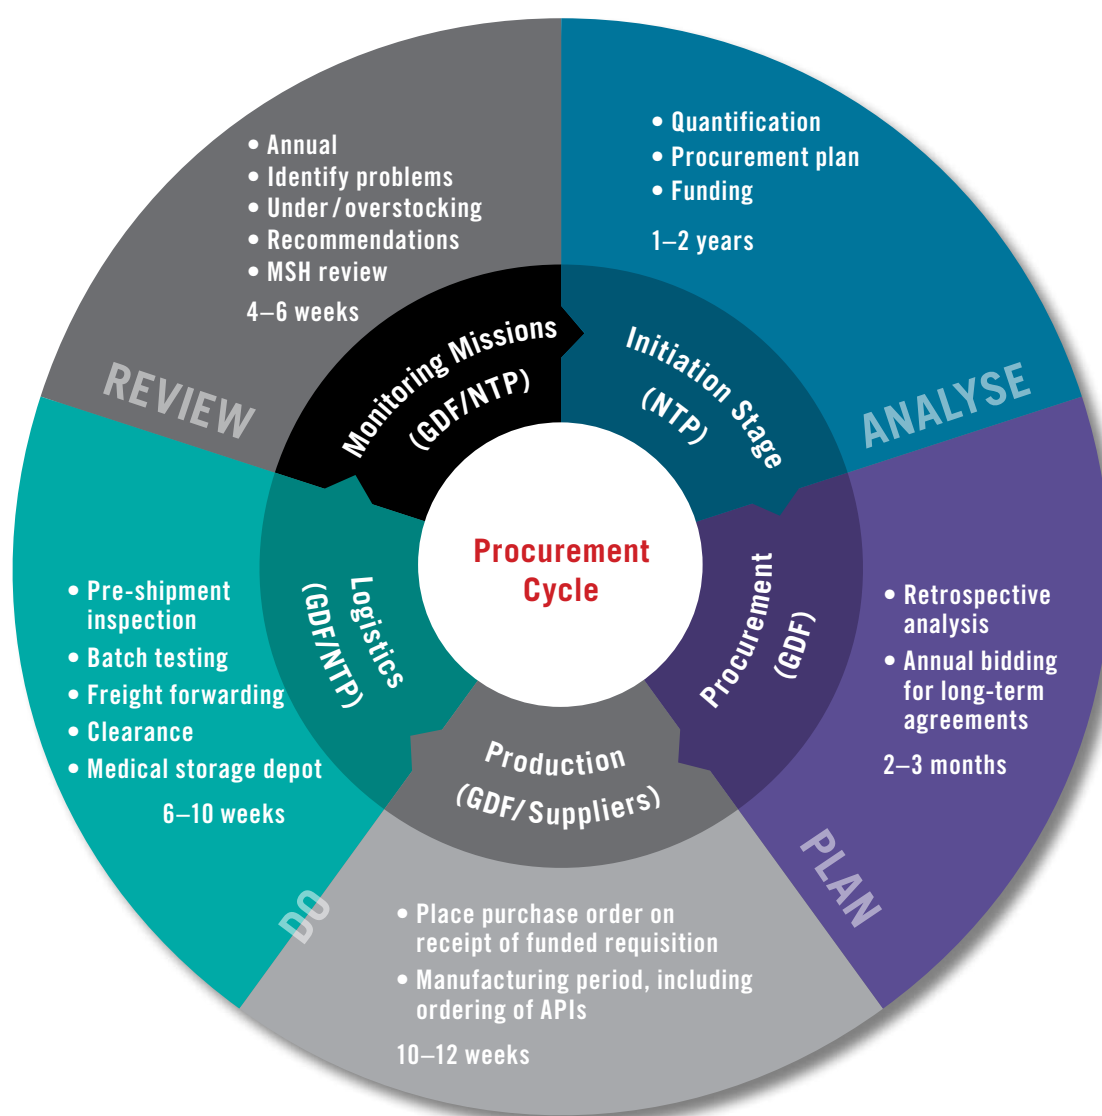 Procurement
Cycle
• Quantification
• Procurement plan
• Funding
1–2 years
Initiation Stage
(NTP)
ANALYSE
• Retrospective
analysis
• Annual bidding
for long-term
agreements
2–3 months
Procurement
(GDF)
PLAN
Production
(GDF/Suppliers)
• Place purchase order on
receipt of funded requisition
• Manufacturing period, including
ordering of APIs
10–12 weeks
DO
Logistics
(GDF/NTP)
• Pre-shipment
inspection
• Batch testing
• Freight forwarding
• Clearance
• Medical storage depot
6–10 weeks
REVIEW
• Annual
• Identify problems
• Under/overstocking
• Recommendations
• MSH review
4–6 weeks
Monitoring Missions
(GDF/NTP)